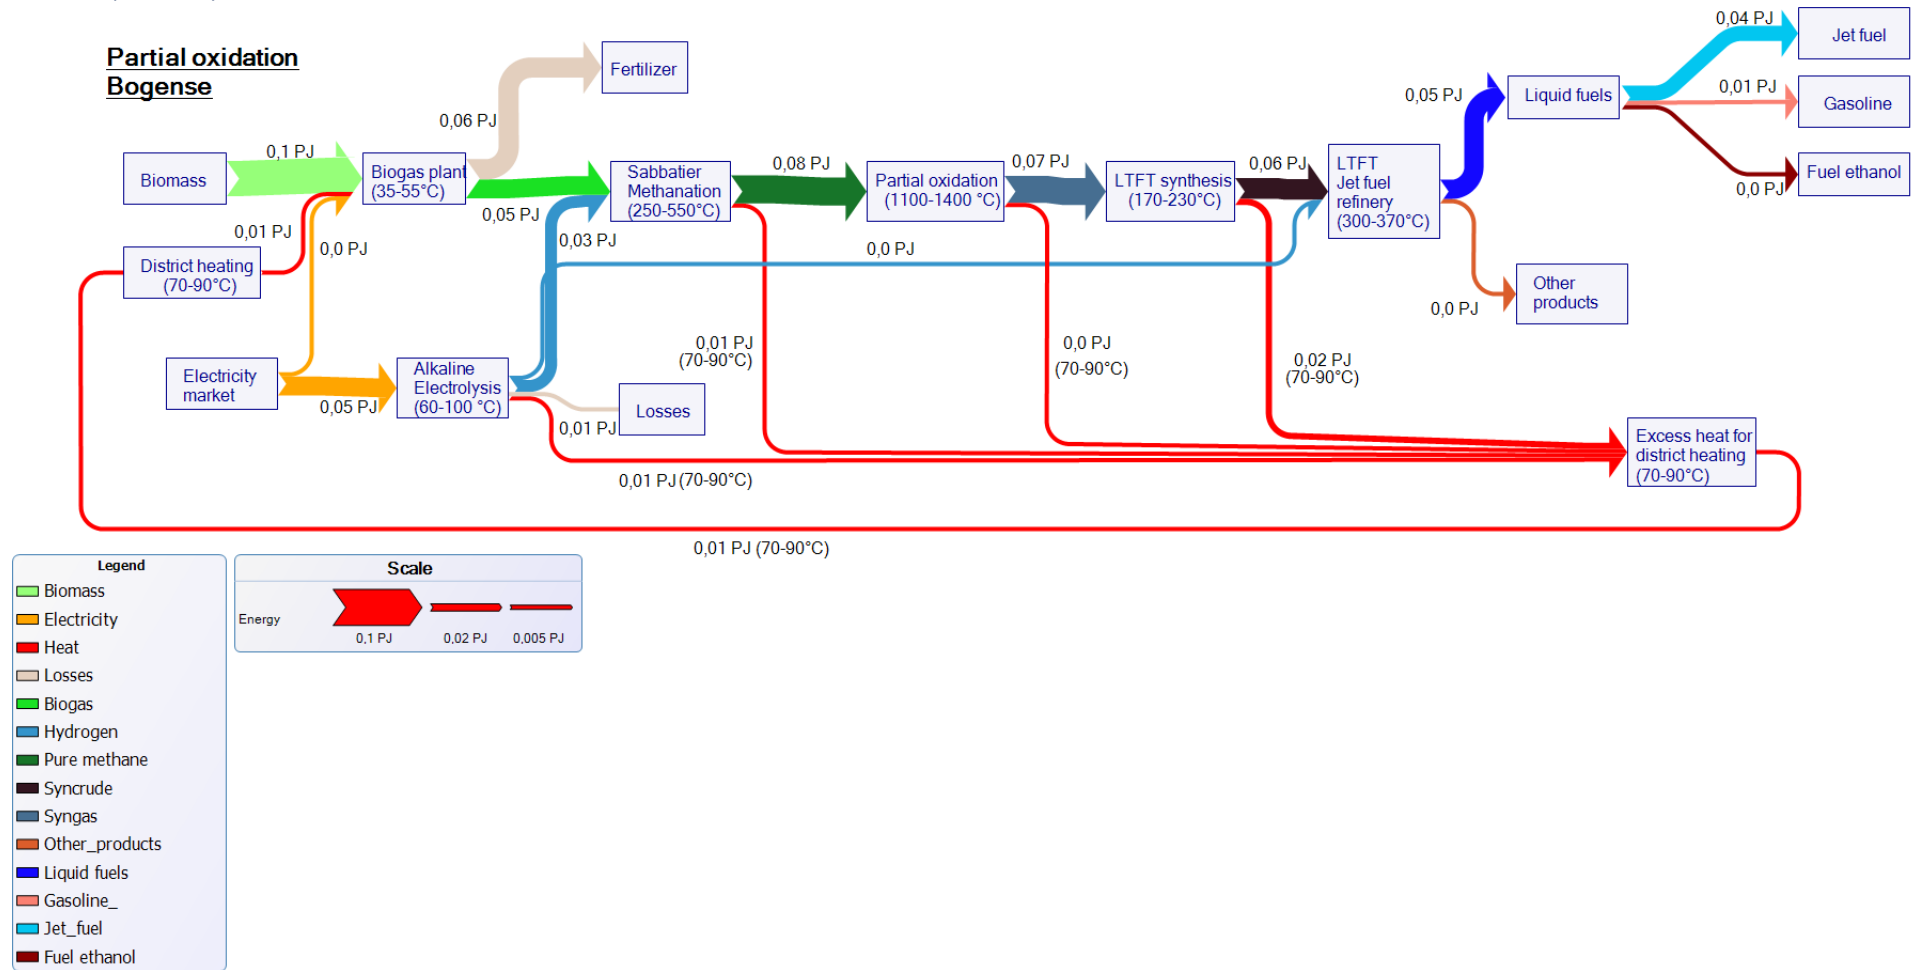 Partial oxidation
Bogense
Biomass
0,1 PJ
District heating
(70-90°C)
0,01 PJ
Electricity
market
0,0 PJ
0,05 PJ
Biogas plant
(35-55°C)
0,06 PJ
Fertilizer
0,05 PJ
Alkaline
Electrolysis
(60-100 °C)
0,03 PJ
0,01 PJ
Losses
0,01 PJ (70-90°C)
Sabbatier
Methanation
(250-550°C)
0,08 PJ
0,01 PJ
(70-90°C)
Partial oxidation
(1100-1400 °C)
0,07 PJ
0,0 PJ
0,0 PJ
(70-90°C)
LTFT synthesis
(170-230°C)
0,06 PJ
0,02 PJ
(70-90°C)
LTFT
Jet fuel
refinery
(300-370°C)
0,05 PJ
0,0 PJ
Other
products
Liquid fuels
0,04 PJ
Jet fuel
0,01 PJ
Gasoline
0,0 PJ
Fuel ethanol
Excess heat for
district heating
(70-90°C)
0,01 PJ (70-90°C)
Legend
Biomass
Electricity
Heat
Losses
Biogas
Hydrogen
Pure methane
Syncrude
Syngas
Other_products
Liquid fuels
Gasoline_
Jet_fuel
Fuel ethanol
Scale
Energy
0,1 PJ
0,02 PJ
0,005 PJ